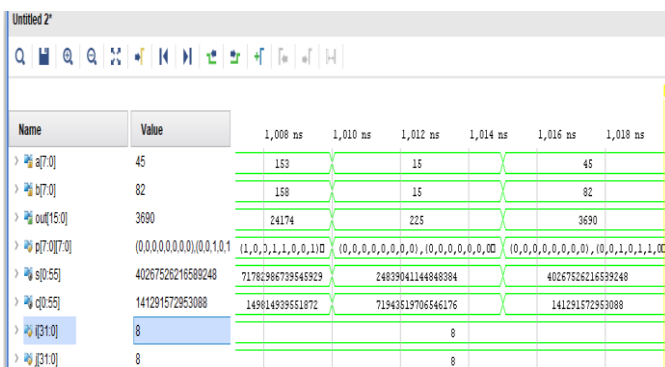 Untitled 2*
Name Value 1,008 ns 1,010 ns 1,012 ns 1,014 ns 1,016 ns 1,018 ns
a[7:0] 45 153 15 45
b[7:0] 82 158 15 82
out[15:0] 3690 24174 225 3690
p[7:0][7:0] (0,0,0,0,0,0,0,0),(0,0,1,0,1 (1,0,0,1,1,0,0,1) (0,0,0,0,0,0,0,0),(0,0,0,0,0,0,0 (0,0,0,0,0,0,0,0),(0,0,1,0,1,1,0
s[0:55] 40267526216589248 71782986739545929 24839041144848384 40267526216589248
c[0:55] 141291572953088 149814939551872 71943519706546176 141291572953088
i[31:0] 8 8
j[31:0] 8 8